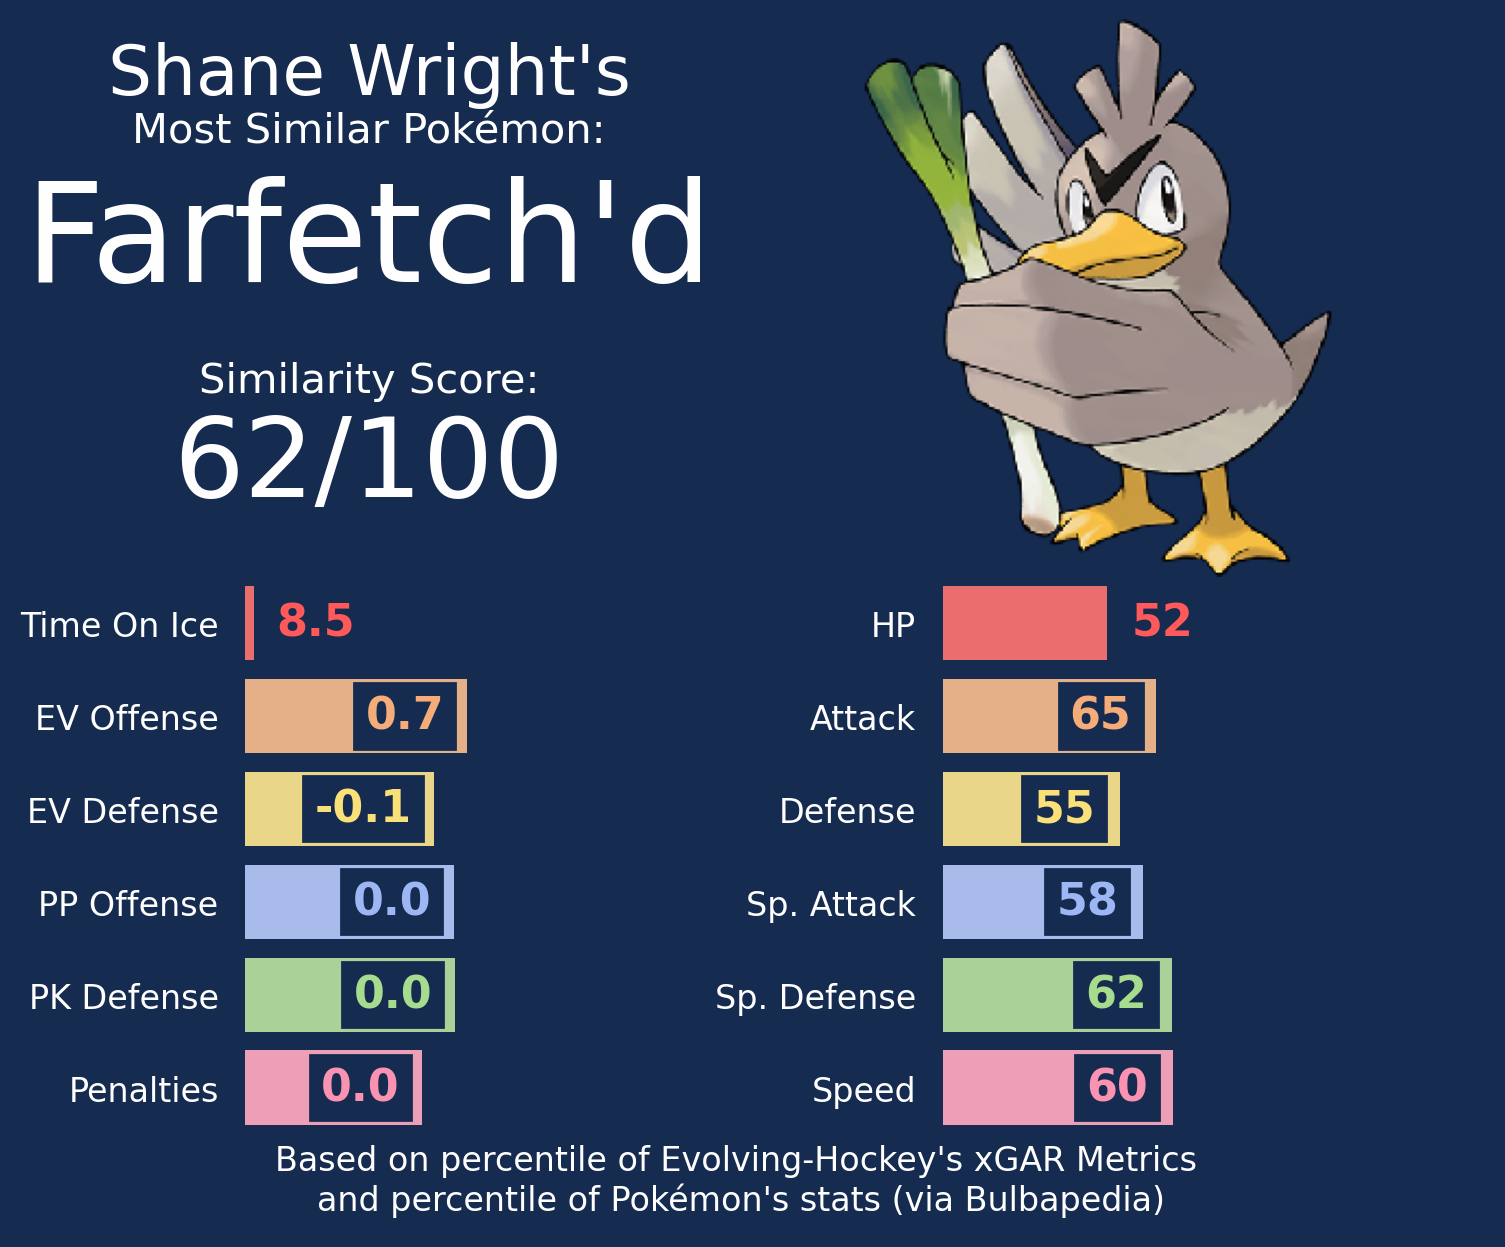 Shane Wright's
Most Similar Pokémon:
Farfetch'd
Similarity Score:
62/100
Time On Ice 8.5
EV Offense 0.7
EV Defense -0.1
PP Offense 0.0
PK Defense 0.0
Penalties 0.0
HP 52
Attack 65
Defense 55
Sp. Attack 58
Sp. Defense 62
Speed 60
Based on percentile of Evolving-Hockey's xGAR Metrics
and percentile of Pokémon's stats (via Bulbapedia)